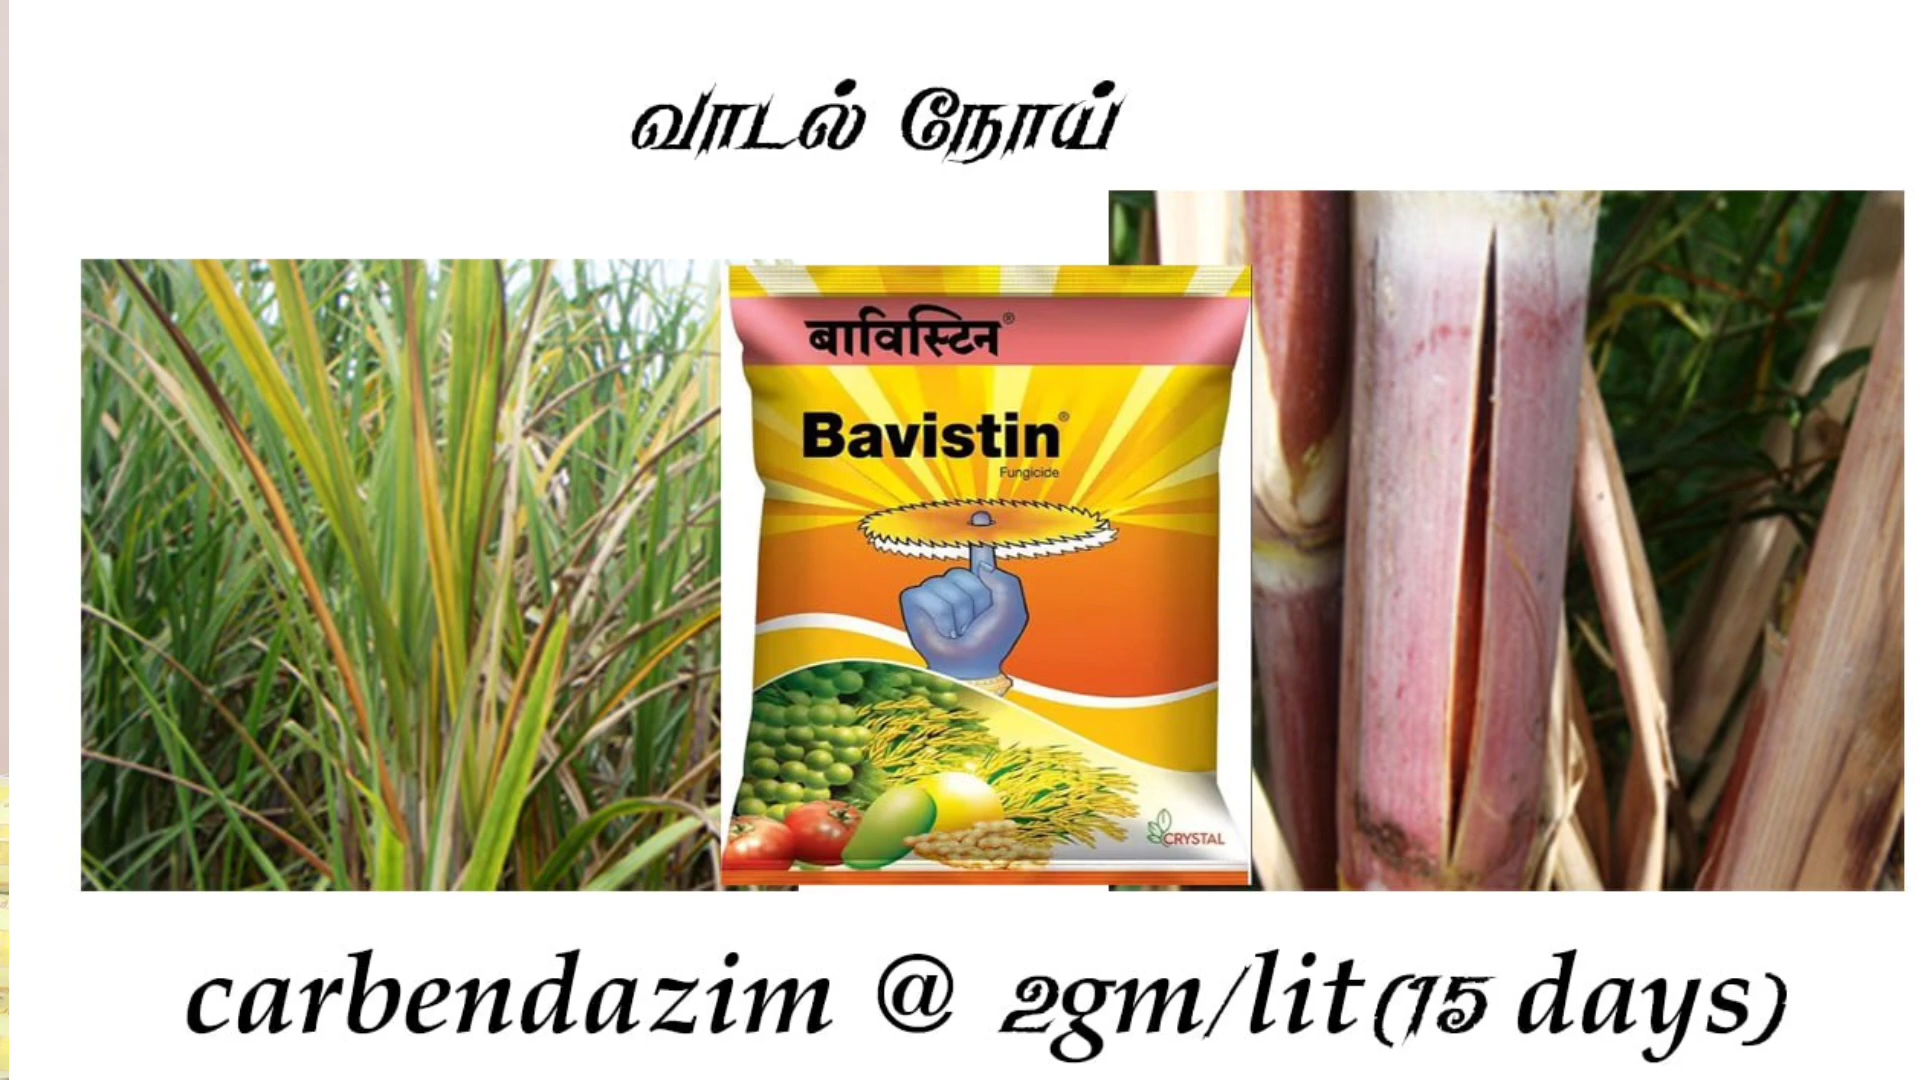 வாடல் நோய்
बाविस्टिन®
Bavistin®
Fungicide
CRYSTAL
carbendazim @ 2gm/lit(15 days)